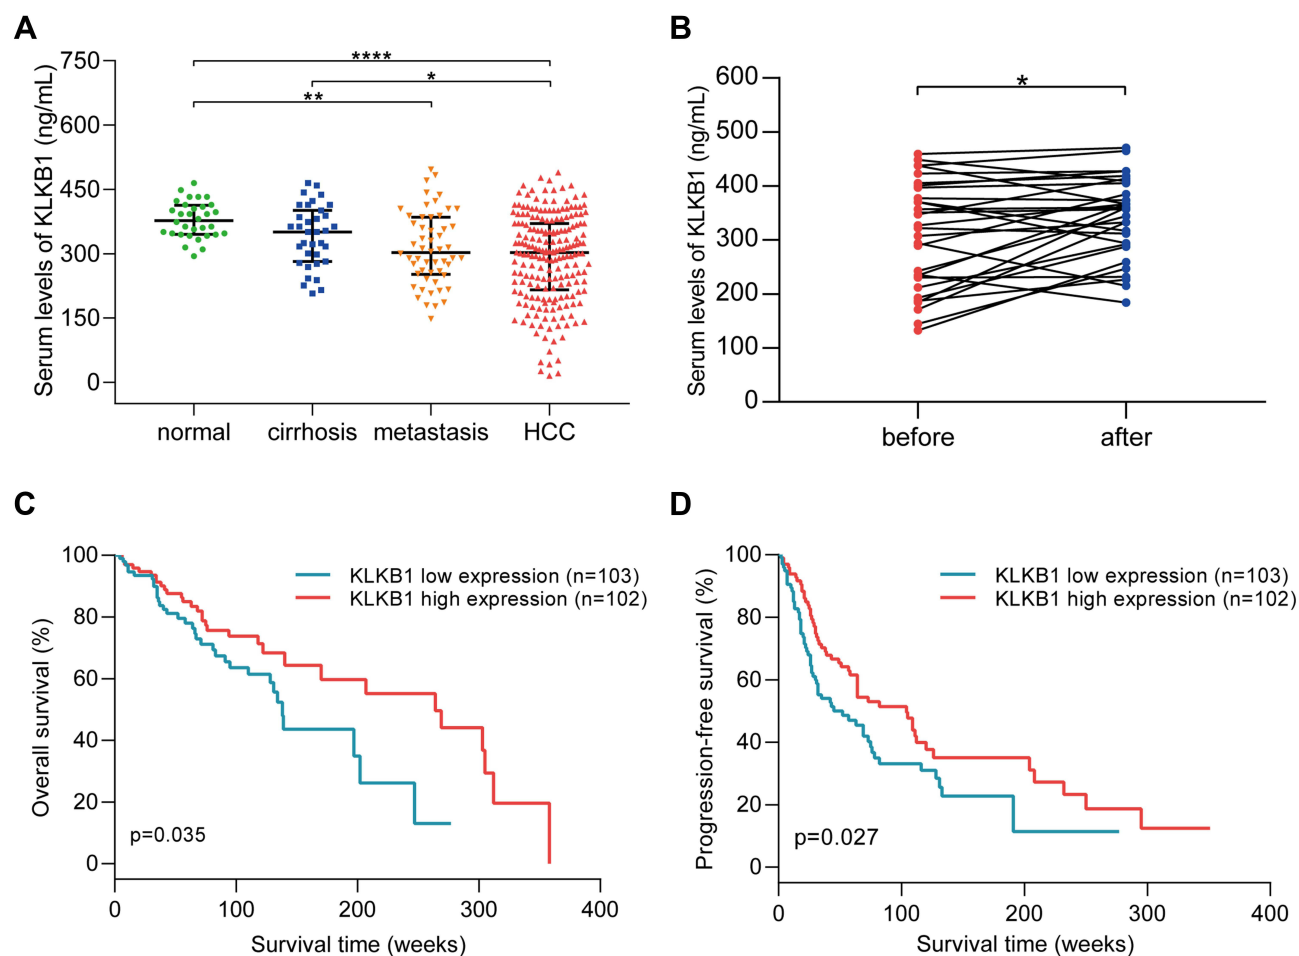 A
Serum levels of KLKB1 (ng/mL)
750
600
450
300
150
0
****
*
**
normal cirrhosis metastasis HCC
B
Serum levels of KLKB1 (ng/mL)
600
500
400
300
200
100
0
*
before after
C
Overall survival (%)
100
80
60
40
20
0
KLKB1 low expression (n=103)
KLKB1 high expression (n=102)
p=0.035
0 100 200 300 400
Survival time (weeks)
D
Progression-free survival (%)
100
80
60
40
20
0
KLKB1 low expression (n=103)
KLKB1 high expression (n=102)
p=0.027
0 100 200 300 400
Survival time (weeks)